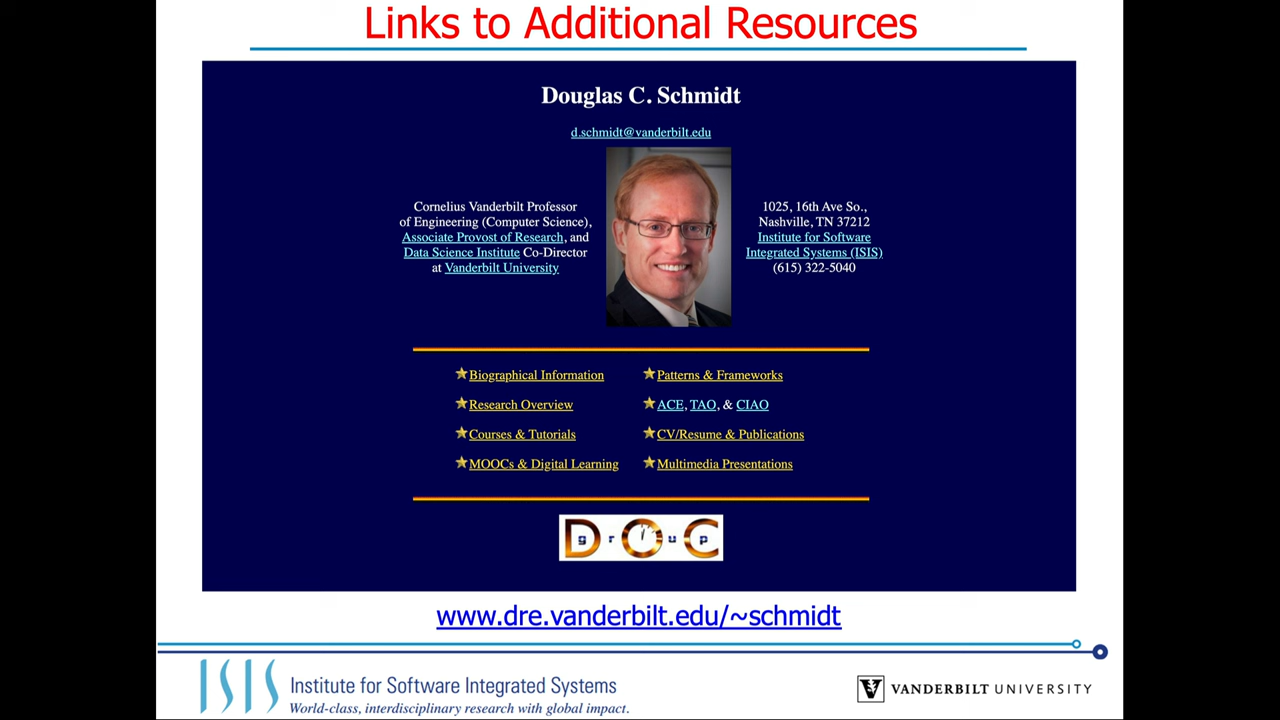 Links to Additional Resources
Douglas C. Schmidt
d.schmidt@vanderbilt.edu
Cornelius Vanderbilt Professor
of Engineering (Computer Science),
Associate Provost of Research, and
Data Science Institute Co-Director
at Vanderbilt University
1025, 16th Ave So.,
Nashville, TN 37212
Institute for Software
Integrated Systems (ISIS)
(615) 322-5040
Biographical Information
Research Overview
Courses & Tutorials
MOOCs & Digital Learning
Patterns & Frameworks
ACE, TAO, & CIAO
CV/Resume & Publications
Multimedia Presentations
DOC
group
www.dre.vanderbilt.edu/~schmidt
ISIS Institute for Software Integrated Systems
World-class, interdisciplinary research with global impact.
V VANDERBILT UNIVERSITY